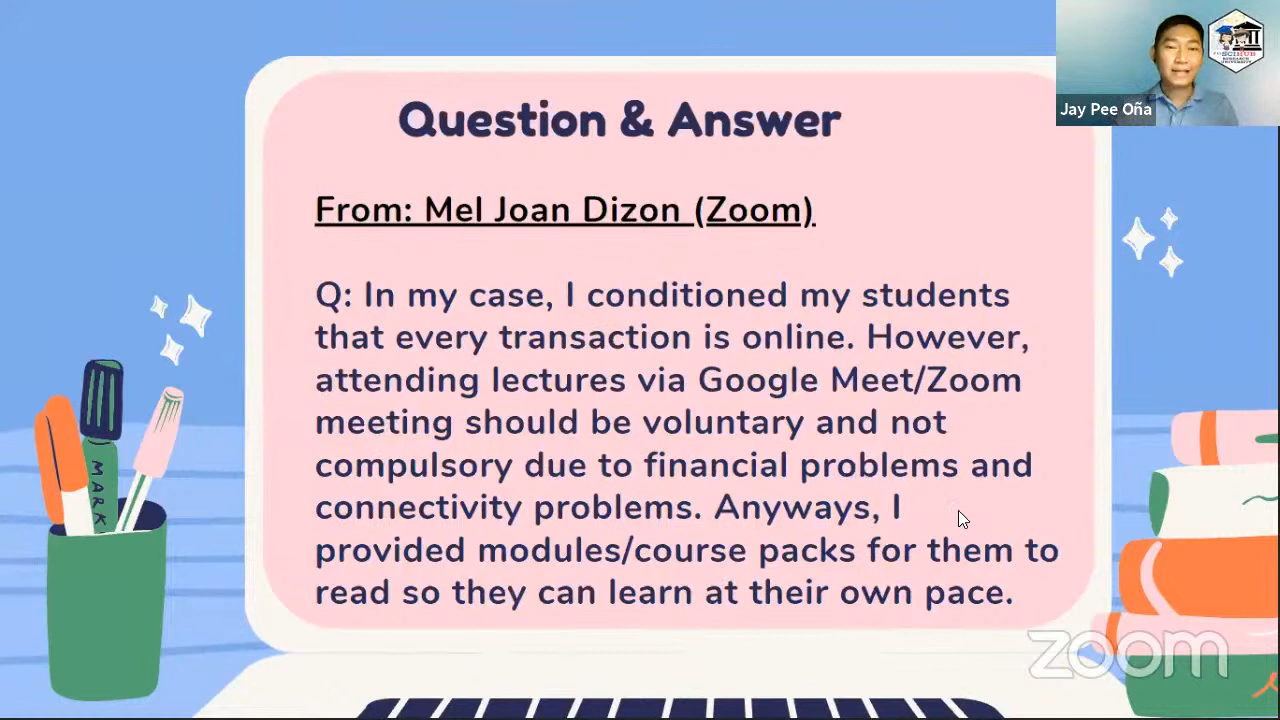 Question & Answer
Jay Pee Oña
From: Mel Joan Dizon (Zoom)
Q: In my case, I conditioned my students
that every transaction is online. However,
attending lectures via Google Meet/Zoom
meeting should be voluntary and not
compulsory due to financial problems and
connectivity problems. Anyways, I
provided modules/course packs for them to
read so they can learn at their own pace.
MARK
zoom